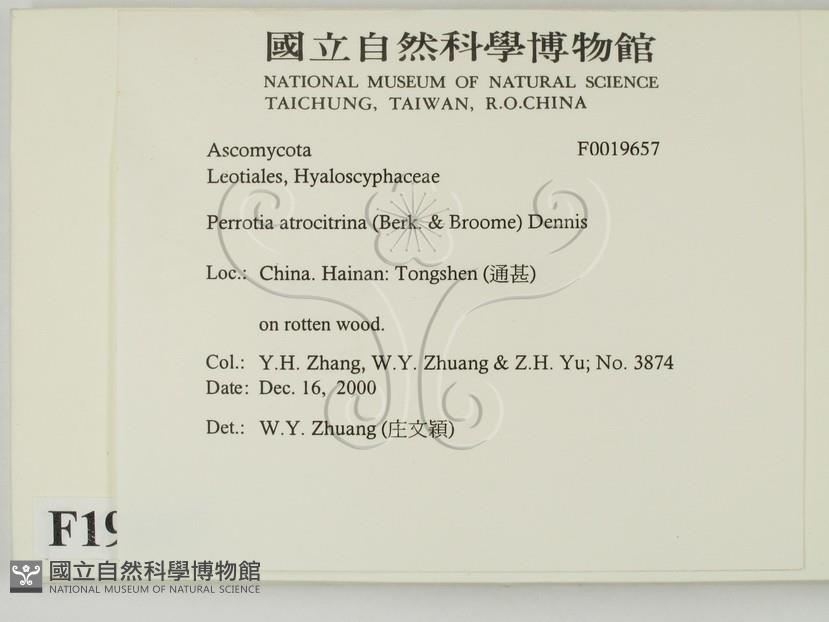 國立自然科學博物館
NATIONAL MUSEUM OF NATURAL SCIENCE
TAICHUNG, TAIWAN, R.O.CHINA
Ascomycota F0019657
Leotiales, Hyaloscyphaceae
Perrotia atrocitrina (Berk. & Broome) Dennis
Loc.: China. Hainan: Tongshen (通甚)
on rotten wood.
Col.: Y.H. Zhang, W.Y. Zhuang & Z.H. Yu; No. 3874
Date: Dec. 16, 2000
Det.: W.Y. Zhuang (庄文穎)
F19
國立自然科學博物館
NATIONAL MUSEUM OF NATURAL SCIENCE